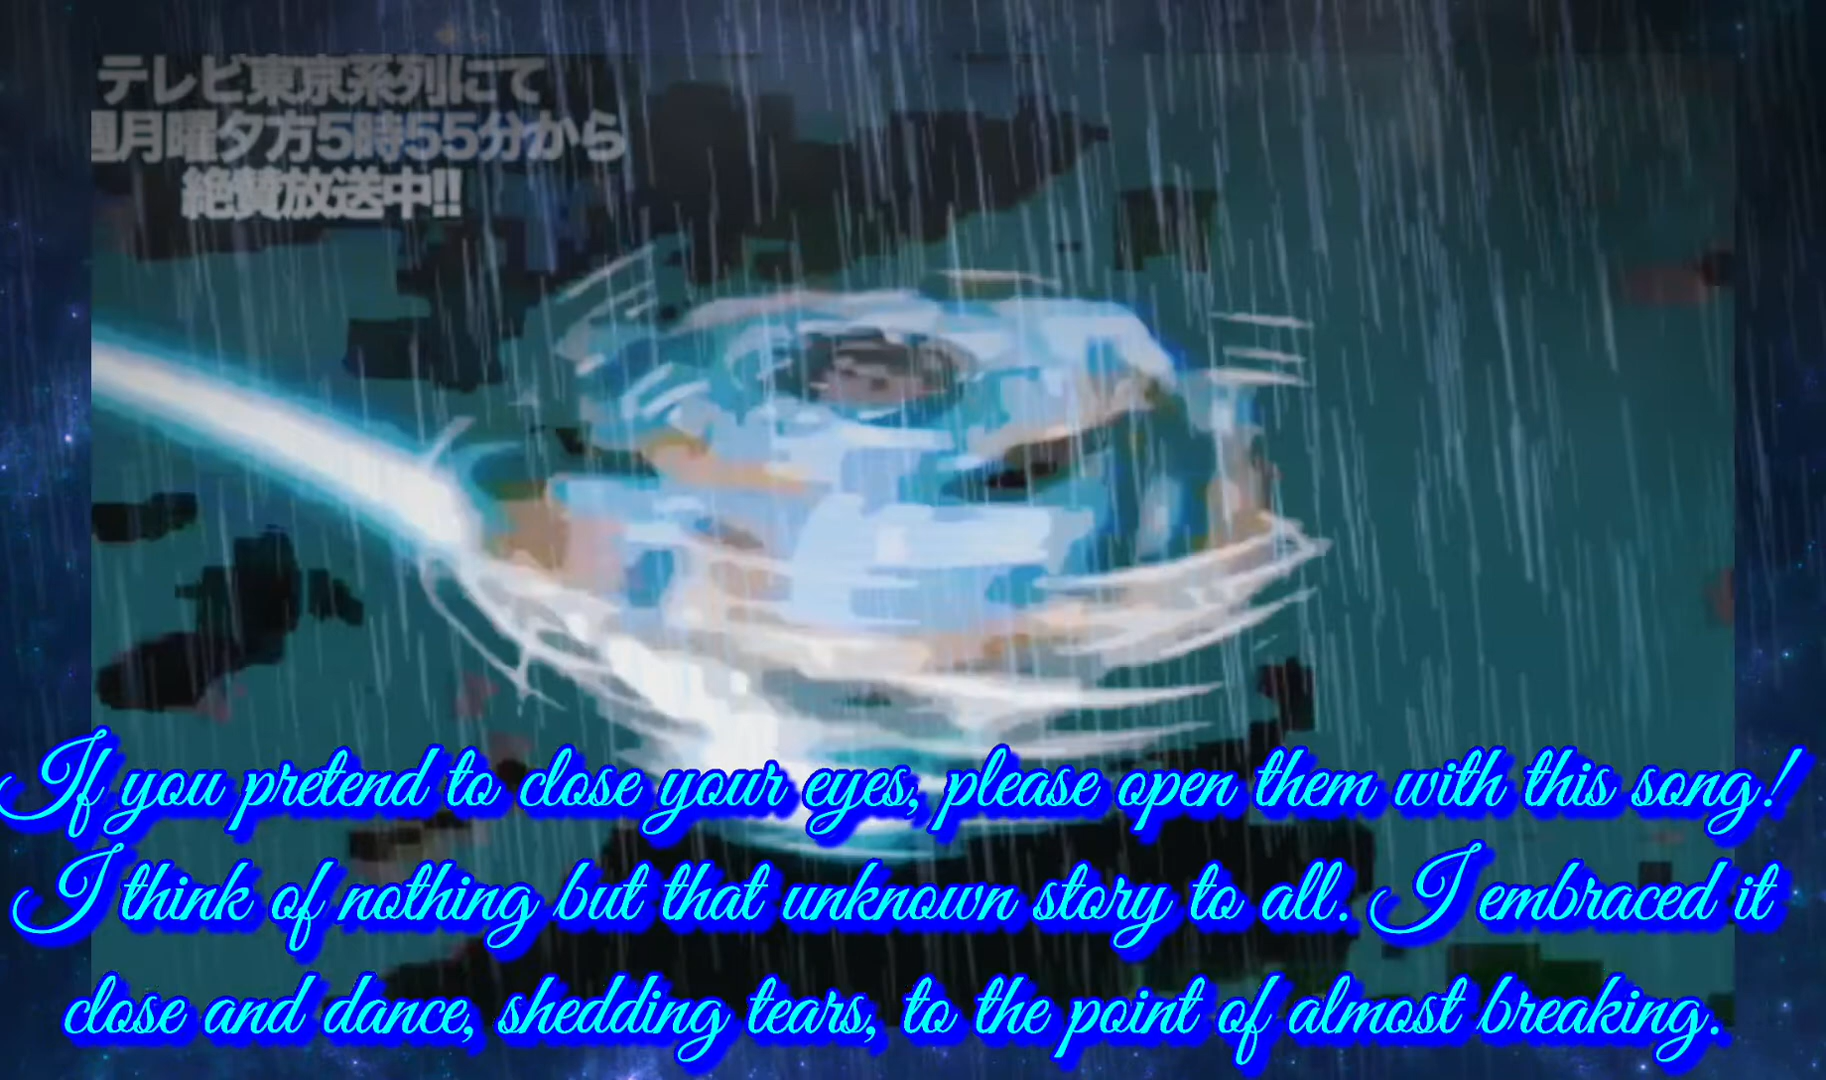 テレビ東京系列にて
週月曜夕方5時55分から
絶賛放送中!!
If you pretend to close your eyes, please open them with this song!
I think of nothing but that unknown story to all. I embraced it
close and dance, shedding tears, to the point of almost breaking.